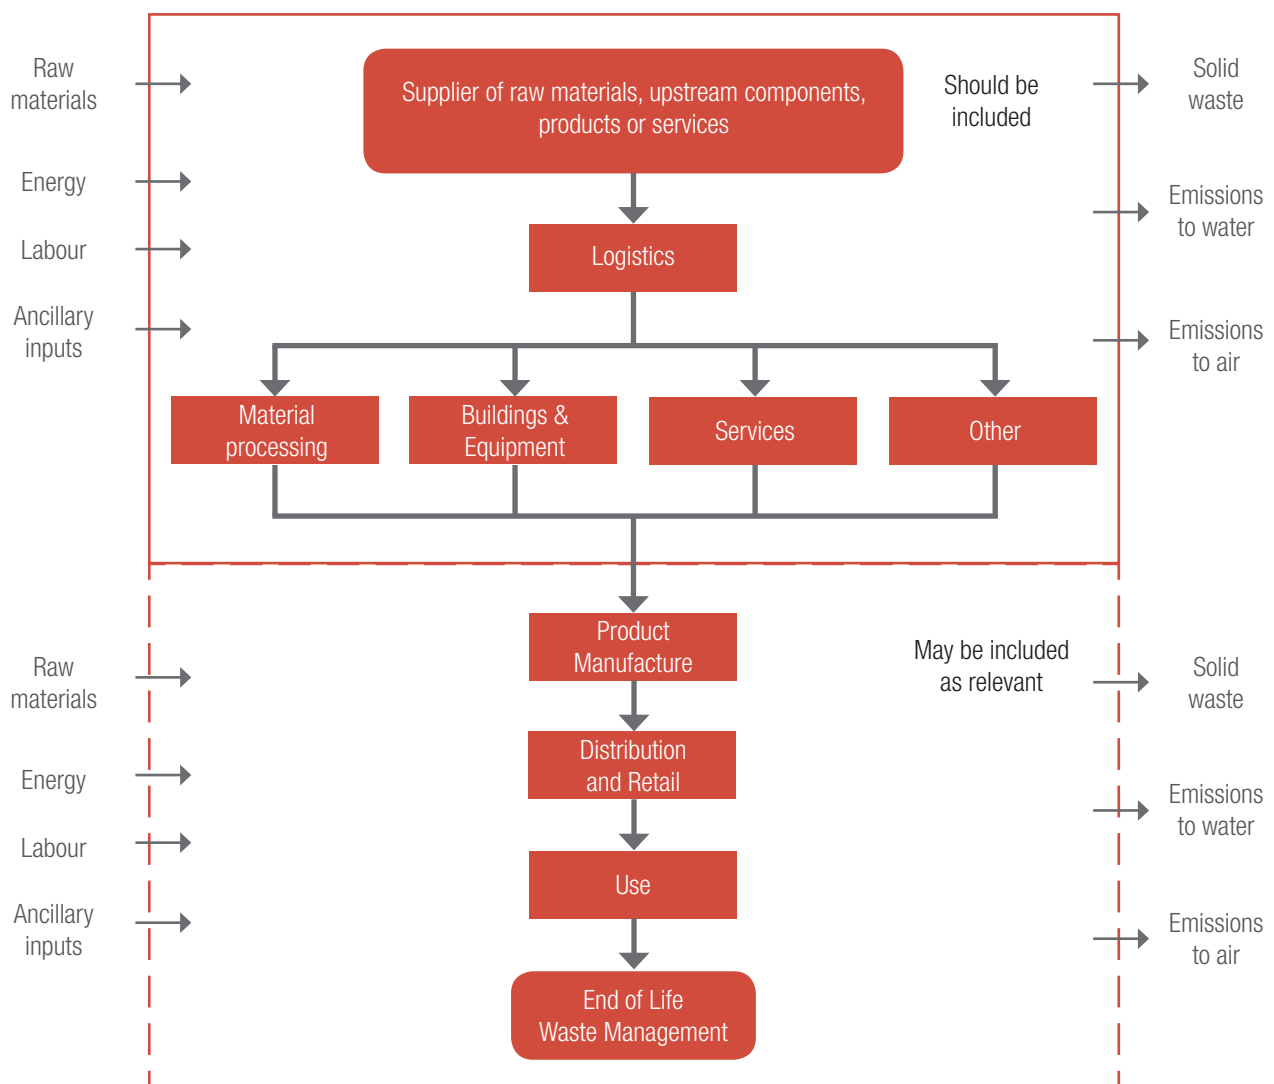 Raw
materials
Energy
Labour
Ancillary
inputs
Supplier of raw materials, upstream components,
products or services
Should be
included
Logistics
Material
processing
Buildings &
Equipment
Services
Other
Solid
waste
Emissions
to water
Emissions
to air
Raw
materials
Energy
Labour
Ancillary
inputs
Product
Manufacture
May be included
as relevant
Distribution
and Retail
Use
End of Life
Waste Management
Solid
waste
Emissions
to water
Emissions
to air